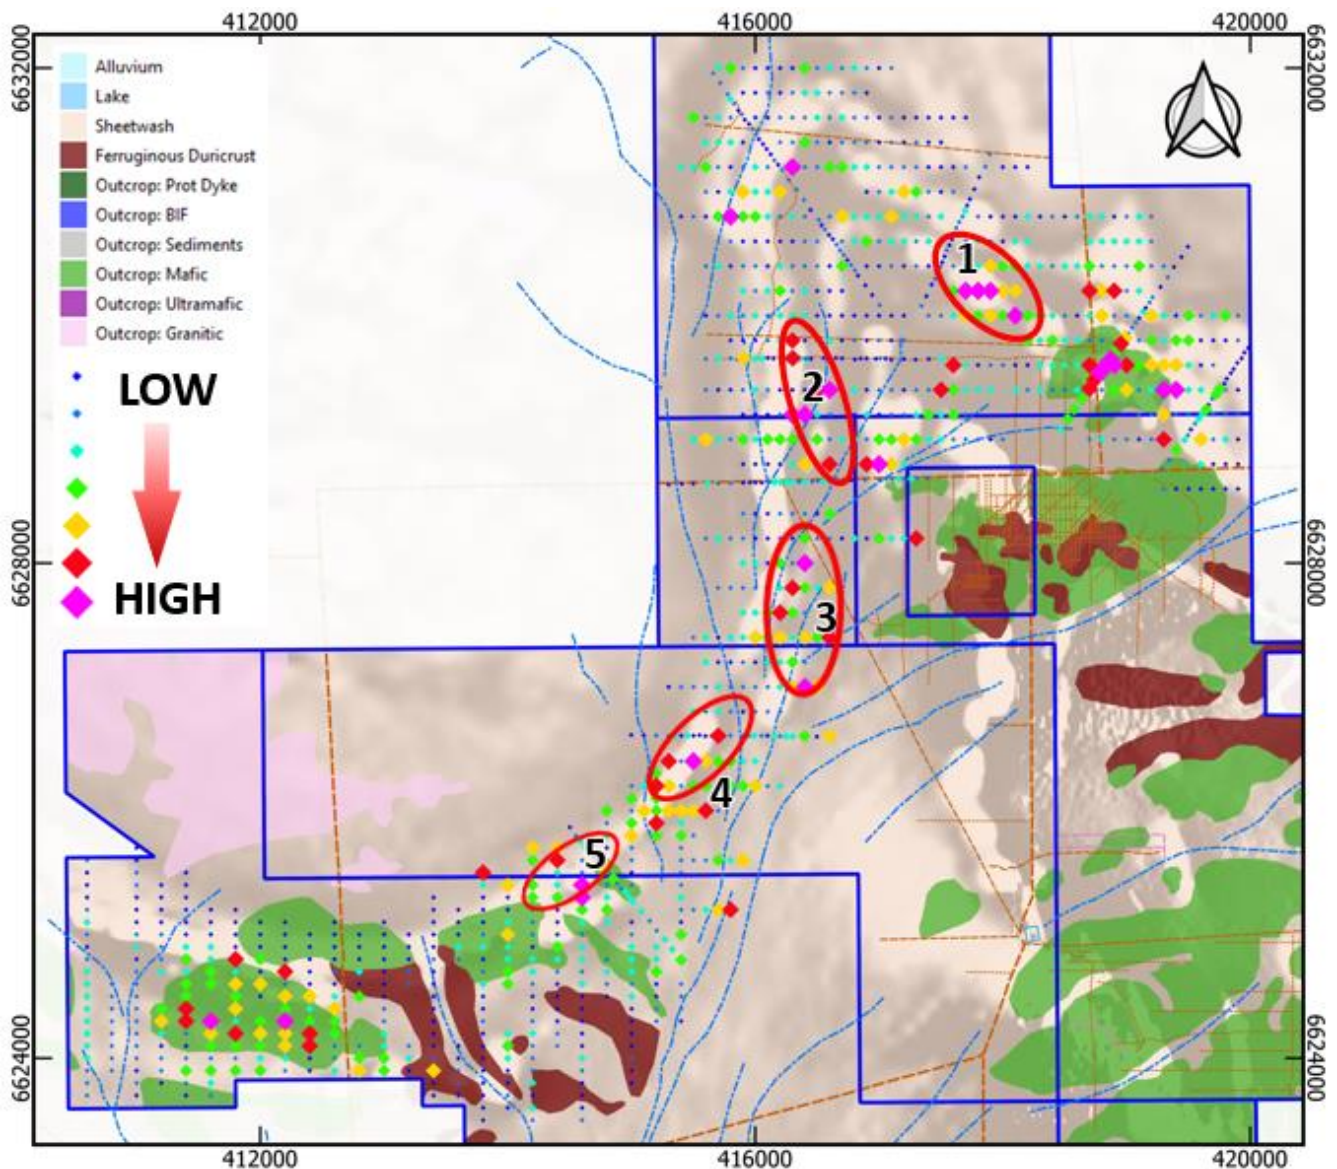 412000
416000
420000
6632000
6632000
Alluvium
Lake
Sheetwash
Ferruginous Duricrust
Outcrop: Prot Dyke
Outcrop: BIF
Outcrop: Sediments
Outcrop: Mafic
Outcrop: Ultramafic
Outcrop: Granitic
LOW
HIGH
1
2
3
4
5
6628000
6628000
6624000
6624000
412000
416000
420000